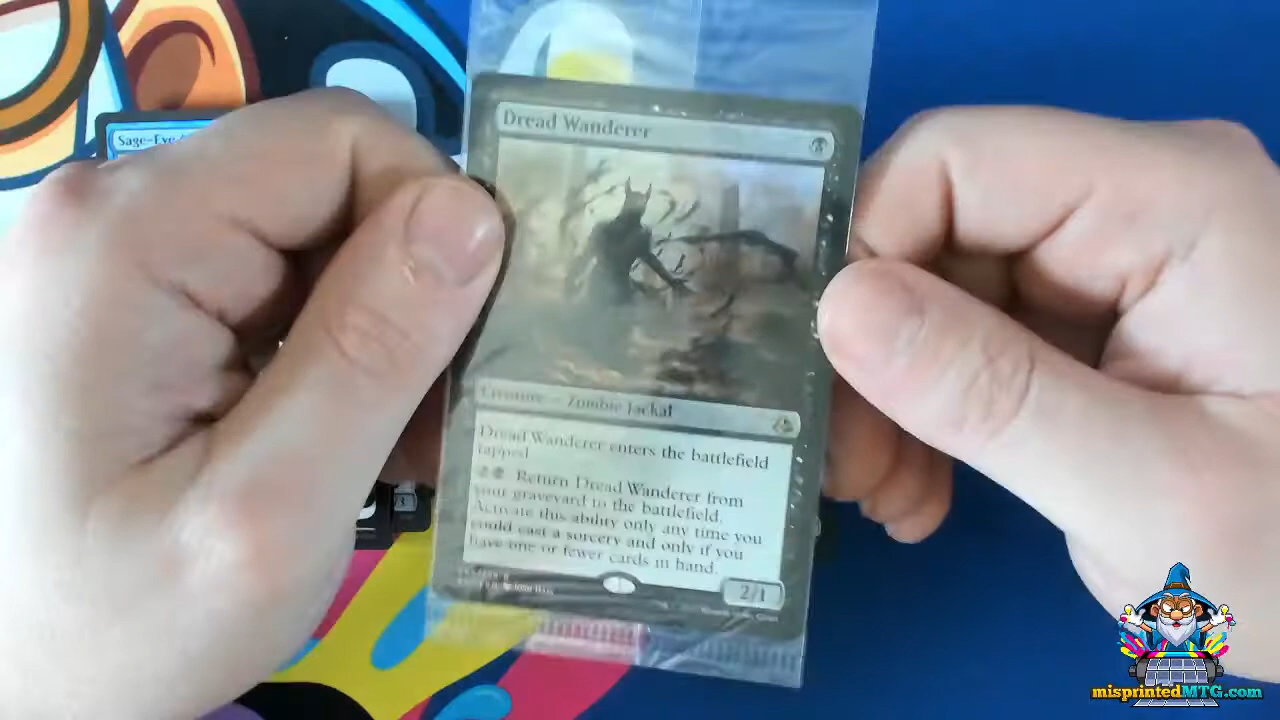 Sage-Eye
Dread Wanderer
Creature — Zombie Jackal
Dread Wanderer enters the battlefield
tapped
Return Dread Wanderer from
your graveyard to the battlefield.
Activate this ability only any time you
could cast a sorcery and only if you
have one or fewer cards in hand.
2/1
misprintedMTG.com